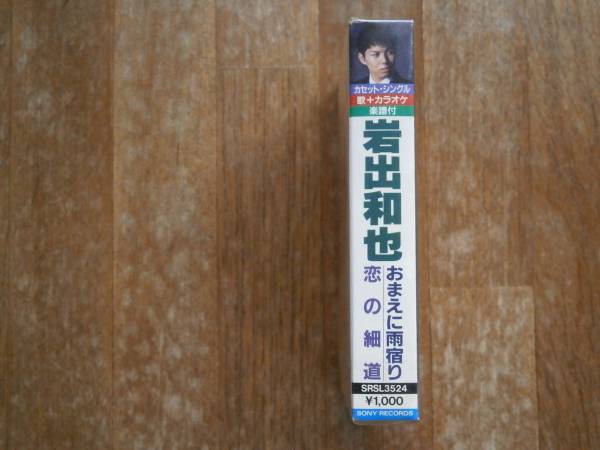 カセット・シングル
歌+カラオケ
楽譜付
岩出和也
おまえに雨宿り
恋の細道
SRSL3524
¥1,000
SONY RECORDS